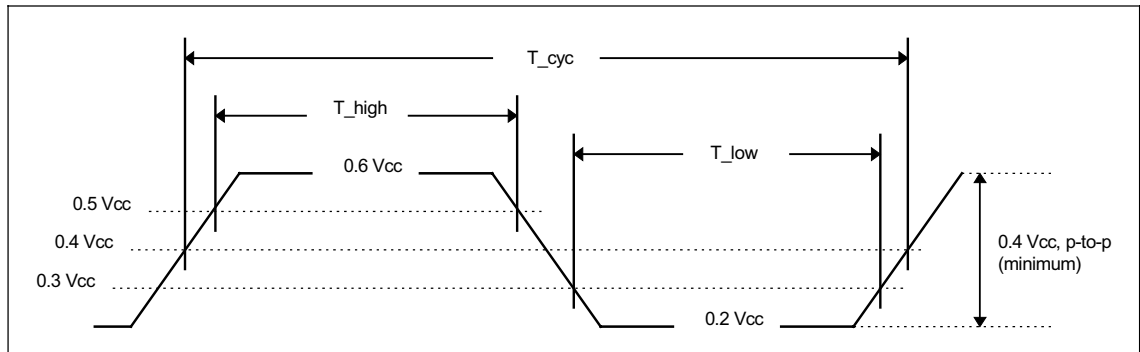 T_cyc
T_high
T_low
0.6 Vcc
0.5 Vcc
0.4 Vcc
0.4 Vcc, p-to-p
(minimum)
0.3 Vcc
0.2 Vcc